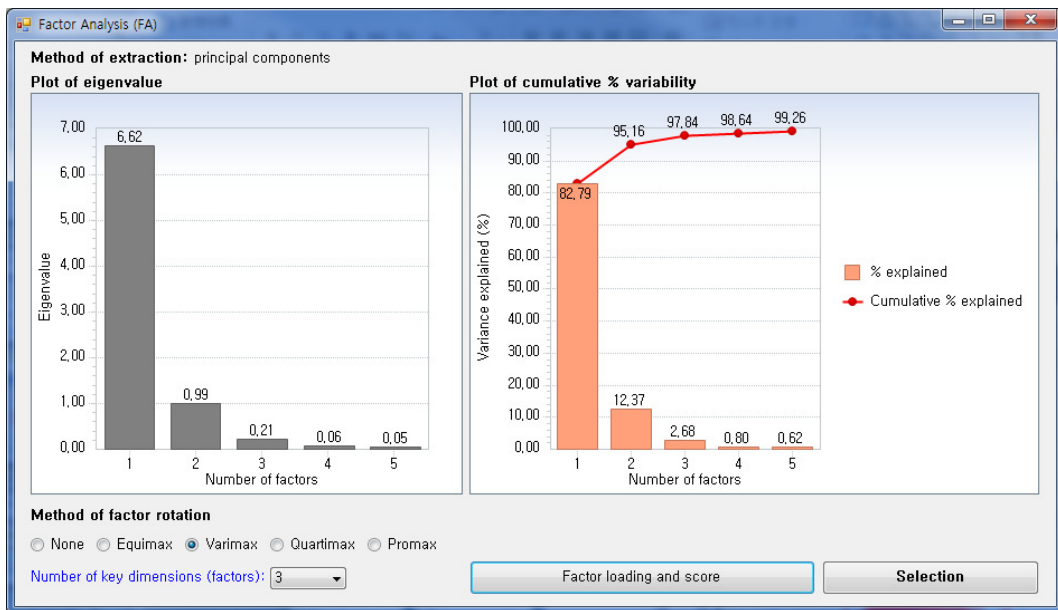 Factor Analysis (FA)
Method of extraction: principal components
Plot of eigenvalue
7,00
6,00
5,00
4,00
3,00
2,00
1,00
0,00
Eigenvalue
6,62
0,99
0,21
0,06
0,05
1 2 3 4 5
Number of factors
Plot of cumulative % variability
100,00
90,00
80,00
70,00
60,00
50,00
40,00
30,00
20,00
10,00
0,00
Variance explained (%)
95,16
97,84
98,64
99,26
82,79
12,37
2,68
0,80
0,62
1 2 3 4 5
Number of factors
% explained
Cumulative % explained
Method of factor rotation
None Equimax Varimax Quartimax Promax
Number of key dimensions (factors): 3
Factor loading and score
Selection